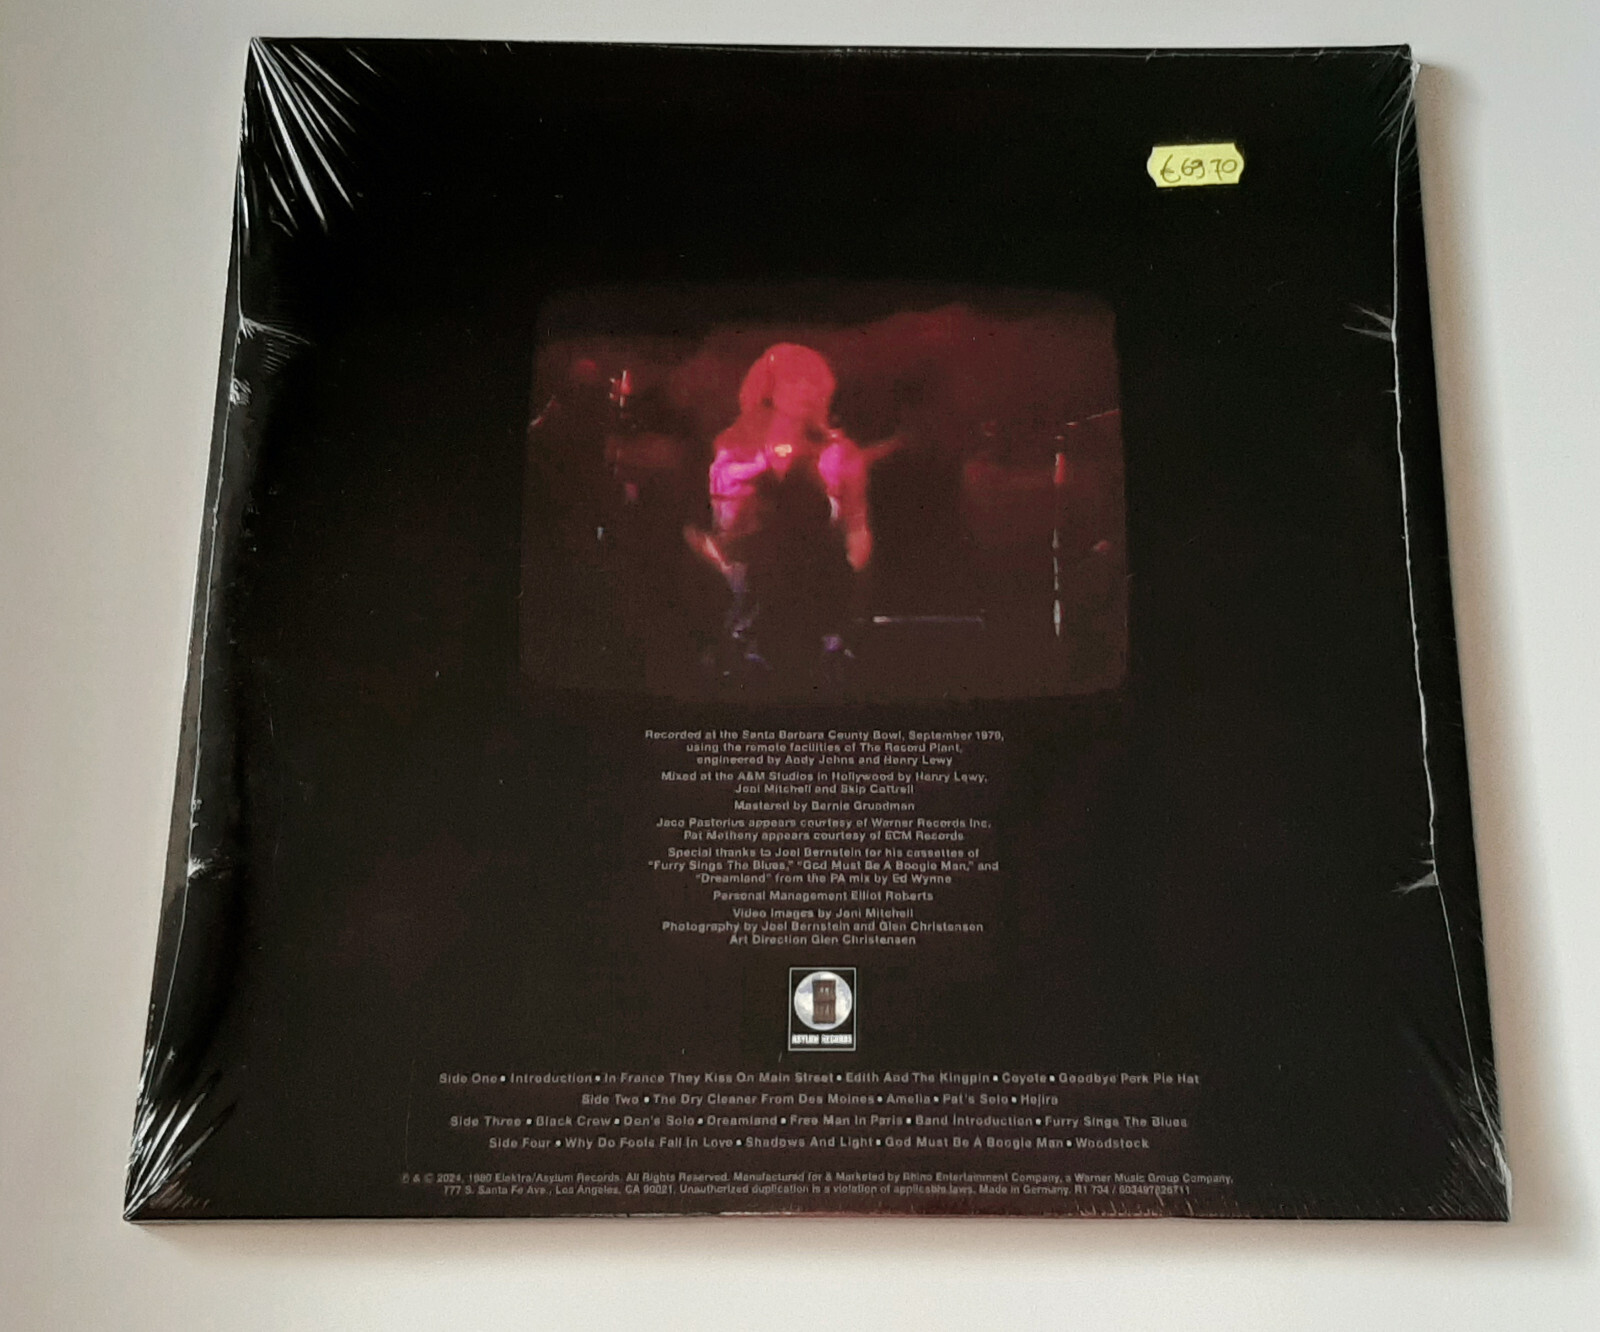 € 69.70
Recorded at the Santa Barbara County Bowl, September 1979,
using the remote facilities of The Record Plant,
engineered by Andy Johns and Henry Lewy
Mixed at the A&M Studios in Hollywood by Henry Lewy,
Joni Mitchell and Skip Cottrell
Mastered by Bernie Grundman
Jaco Pastorius appears courtesy of Warner Records Inc.
Pat Metheny appears courtesy of ECM Records
Special thanks to Joel Bernstein for his cassettes of
"Furry Sings The Blues," "God Must Be A Boogie Man," and
"Dreamland" from the PA mix by Ed Wynne
Personal Management Elliot Roberts
Video Images by Joni Mitchell
Photography by Joel Bernstein and Glen Christensen
Art Direction Glen Christensen
ASYLUM RECORDS
Side One • Introduction • In France They Kiss On Main Street • Edith And The Kingpin • Coyote • Goodbye Pork Pie Hat
Side Two • The Dry Cleaner From Des Moines • Amelia • Pat's Solo • Hejira
Side Three • Black Crow • Don's Solo • Dreamland • Free Man In Paris • Band Introduction • Furry Sings The Blues
Side Four • Why Do Fools Fall In Love • Shadows And Light • God Must Be A Boogie Man • Woodstock
℗ & © 2024, 1980 Elektra/Asylum Records. All Rights Reserved. Manufactured for & Marketed by Rhino Entertainment Company, a Warner Music Group Company,
777 S. Santa Fe Ave., Los Angeles, CA 90021. Unauthorized duplication is a violation of applicable laws. Made in Germany. R1 734 / 603497826711